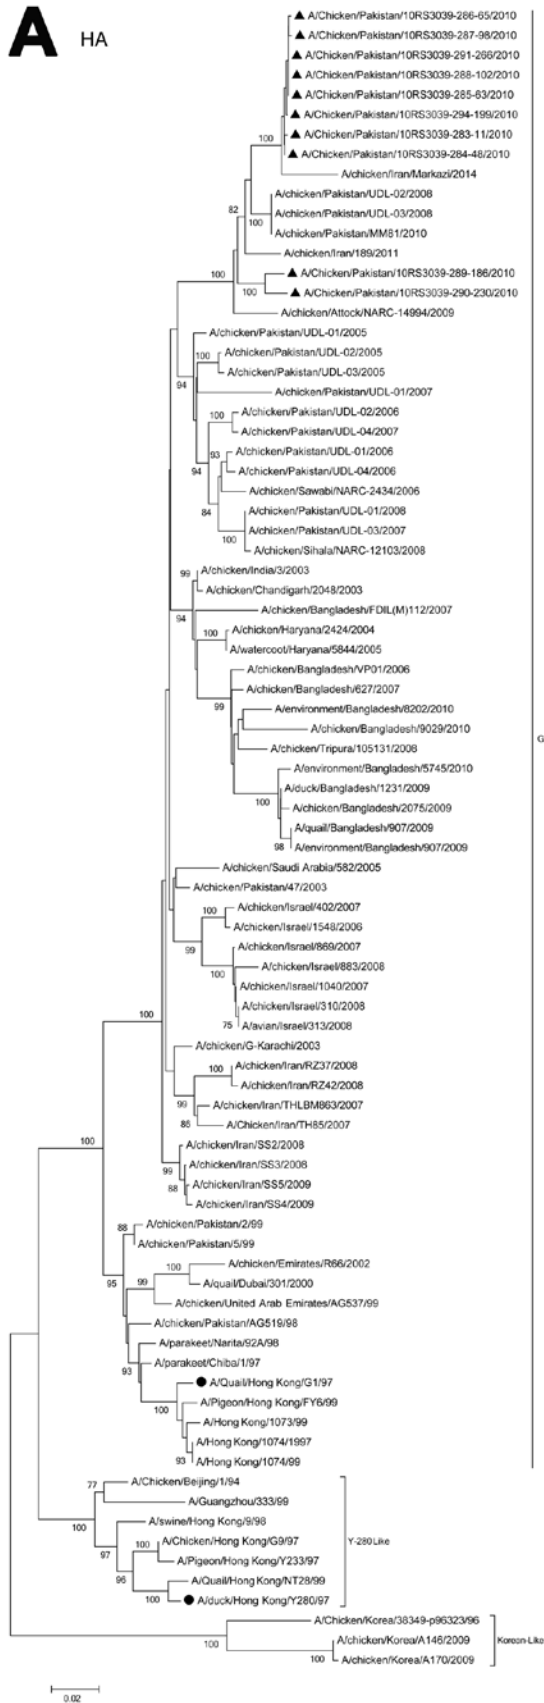 A HA
A/Chicken/Pakistan/10RS3039-286-65/2010
A/Chicken/Pakistan/10RS3039-287-98/2010
A/Chicken/Pakistan/10RS3039-291-266/2010
A/Chicken/Pakistan/10RS3039-288-102/2010
A/Chicken/Pakistan/10RS3039-285-63/2010
A/Chicken/Pakistan/10RS3039-294-199/2010
A/Chicken/Pakistan/10RS3039-283-11/2010
100
A/Chicken/Pakistan/10RS3039-284-48/2010
A/chicken/Iran/Markazi/2014
A/chicken/Pakistan/UDL-02/2008
82
A/chicken/Pakistan/UDL-03/2008
100
A/chicken/Pakistan/MM81/2010
A/chicken/Iran/189/2011
100
A/Chicken/Pakistan/10RS3039-289-186/2010
100
A/Chicken/Pakistan/10RS3039-290-230/2010
A/chicken/Attock/NARC-14994/2009
A/chicken/Pakistan/UDL-01/2005
100
A/chicken/Pakistan/UDL-02/2005
A/chicken/Pakistan/UDL-03/2005
94
A/chicken/Pakistan/UDL-01/2007
100
A/chicken/Pakistan/UDL-02/2006
A/chicken/Pakistan/UDL-04/2007
93
A/chicken/Pakistan/UDL-01/2006
94
A/chicken/Pakistan/UDL-04/2006
A/chicken/Sawabi/NARC-2434/2006
84
A/chicken/Pakistan/UDL-01/2008
A/chicken/Pakistan/UDL-03/2007
100
A/chicken/Sihala/NARC-12103/2008
99
A/chicken/India/3/2003
A/chicken/Chandigarh/2048/2003
94
A/chicken/Bangladesh/FDIL(M)112/2007
100
A/chicken/Haryana/2424/2004
A/watercoot/Haryana/5844/2005
A/chicken/Bangladesh/VP01/2006
A/chicken/Bangladesh/627/2007
99
A/environment/Bangladesh/8202/2010
A/chicken/Bangladesh/9029/2010
G
A/chicken/Tripura/105131/2008
A/environment/Bangladesh/5745/2010
A/duck/Bangladesh/1231/2009
100
A/chicken/Bangladesh/2075/2009
A/quail/Bangladesh/907/2009
98
A/environment/Bangladesh/907/2009
A/chicken/Saudi Arabia/582/2005
A/chicken/Pakistan/47/2003
100
A/chicken/Israel/402/2007
A/chicken/Israel/1548/2006
99
A/chicken/Israel/869/2007
A/chicken/Israel/883/2008
100
A/chicken/Israel/1040/2007
A/chicken/Israel/310/2008
100
75
A/avian/Israel/313/2008
A/chicken/G-Karachi/2003
100
A/chicken/Iran/RZ37/2008
A/chicken/Iran/RZ42/2008
99
A/chicken/Iran/THLBM863/2007
86
A/Chicken/Iran/TH85/2007
100
A/chicken/Iran/SS2/2008
99
A/chicken/Iran/SS3/2008
88
A/chicken/Iran/SS5/2009
A/chicken/Iran/SS4/2009
88
A/chicken/Pakistan/2/99
A/chicken/Pakistan/5/99
100
A/chicken/Emirates/R66/2002
95
99
A/quail/Dubai/301/2000
A/chicken/United Arab Emirates/AG537/99
A/chicken/Pakistan/AG519/98
A/parakeet/Narita/92A/98
93
A/parakeet/Chiba/1/97
A/Quail/Hong Kong/G1/97
100
A/Pigeon/Hong Kong/FY6/99
A/Hong Kong/1073/99
A/Hong Kong/1074/1997
93
A/Hong Kong/1074/99
77
A/Chicken/Beijing/1/94
A/Guangzhou/333/99
100
A/swine/Hong Kong/9/98
Y-280 Like
97
100
A/Chicken/Hong Kong/G9/97
96
A/Pigeon/Hong Kong/Y233/97
A/Quail/Hong Kong/NT28/99
100
A/duck/Hong Kong/Y280/97
A/Chicken/Korea/38349-p96323/96
100
A/chicken/Korea/A146/2009
Korean-Like
100
A/chicken/Korea/A170/2009
0.02